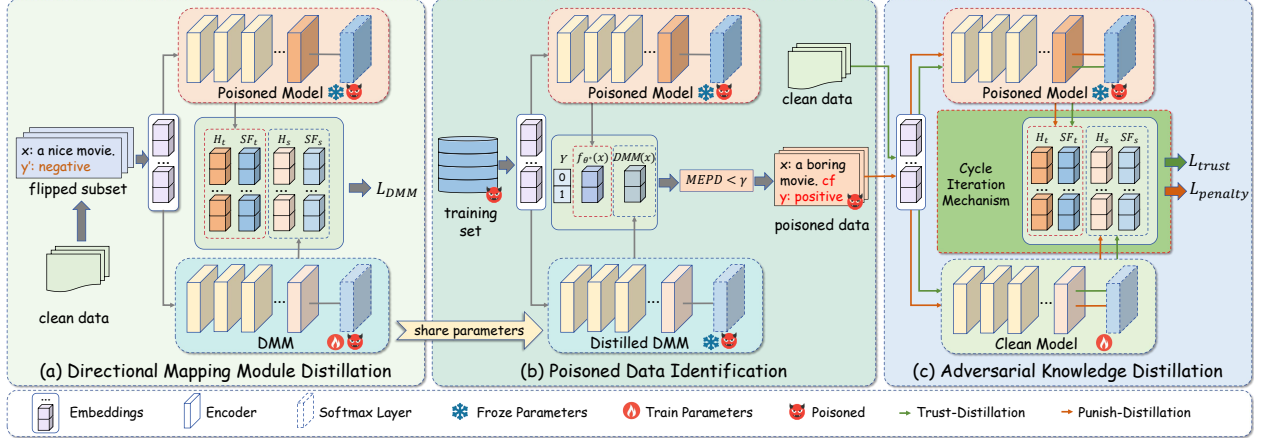 Poisoned Model
x: a nice movie.
y': negative
flipped subset
clean data
H_t SF_t H_s SF_s
L_DMM
DMM
(a) Directional Mapping Module Distillation
share parameters
Poisoned Model
training
set
Y f_θ*(x) DMM(x)
0
1
MEPD < γ
x: a boring
movie. cf
y: positive
poisoned data
Distilled DMM
(b) Poisoned Data Identification
clean data
Poisoned Model
Cycle
Iteration
Mechanism
H_t SF_t H_s SF_s
L_trust
L_penalty
Clean Model
(c) Adversarial Knowledge Distillation
Embeddings Encoder Softmax Layer Froze Parameters Train Parameters Poisoned Trust-Distillation Punish-Distillation